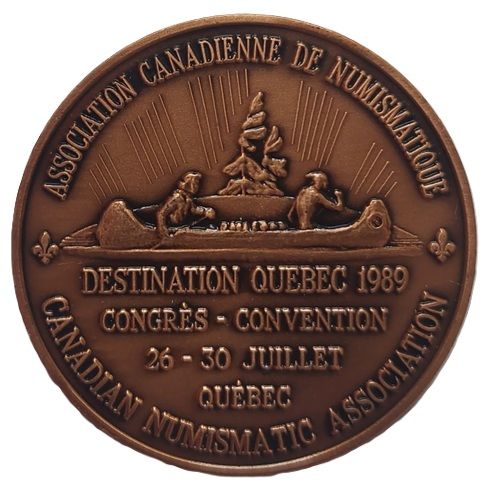 ASSOCIATION CANADIENNE DE NUMISMATIQUE
DESTINATION QUEBEC 1989
CONGRÈS - CONVENTION
26 - 30 JUILLET
QUÉBEC
CANADIAN NUMISMATIC ASSOCIATION